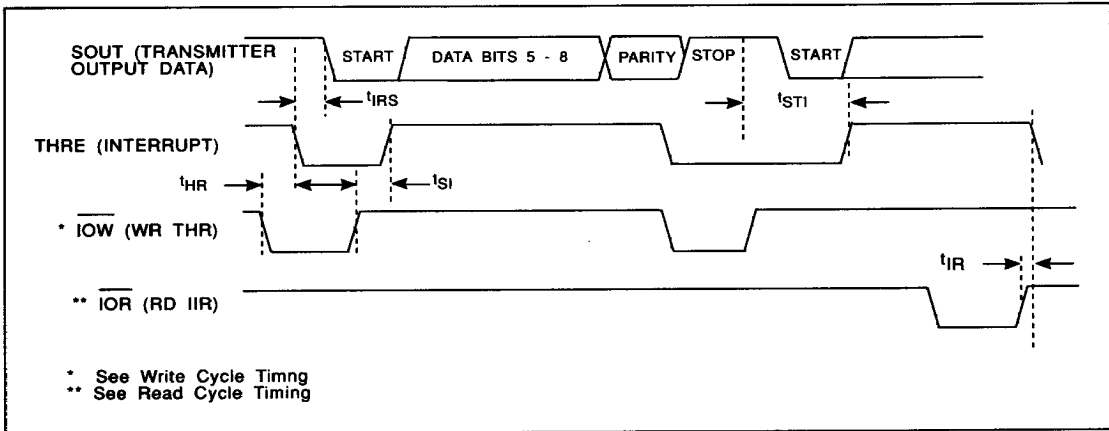 SOUT (TRANSMITTER
OUTPUT DATA)
START
DATA BITS 5 - 8
PARITY
STOP
START
tIRS
tSTI
THRE (INTERRUPT)
tHR
tSI
* IOW (WR THR)
tIR
** IOR (RD IIR)
* See Write Cycle Timng
** See Read Cycle Timing